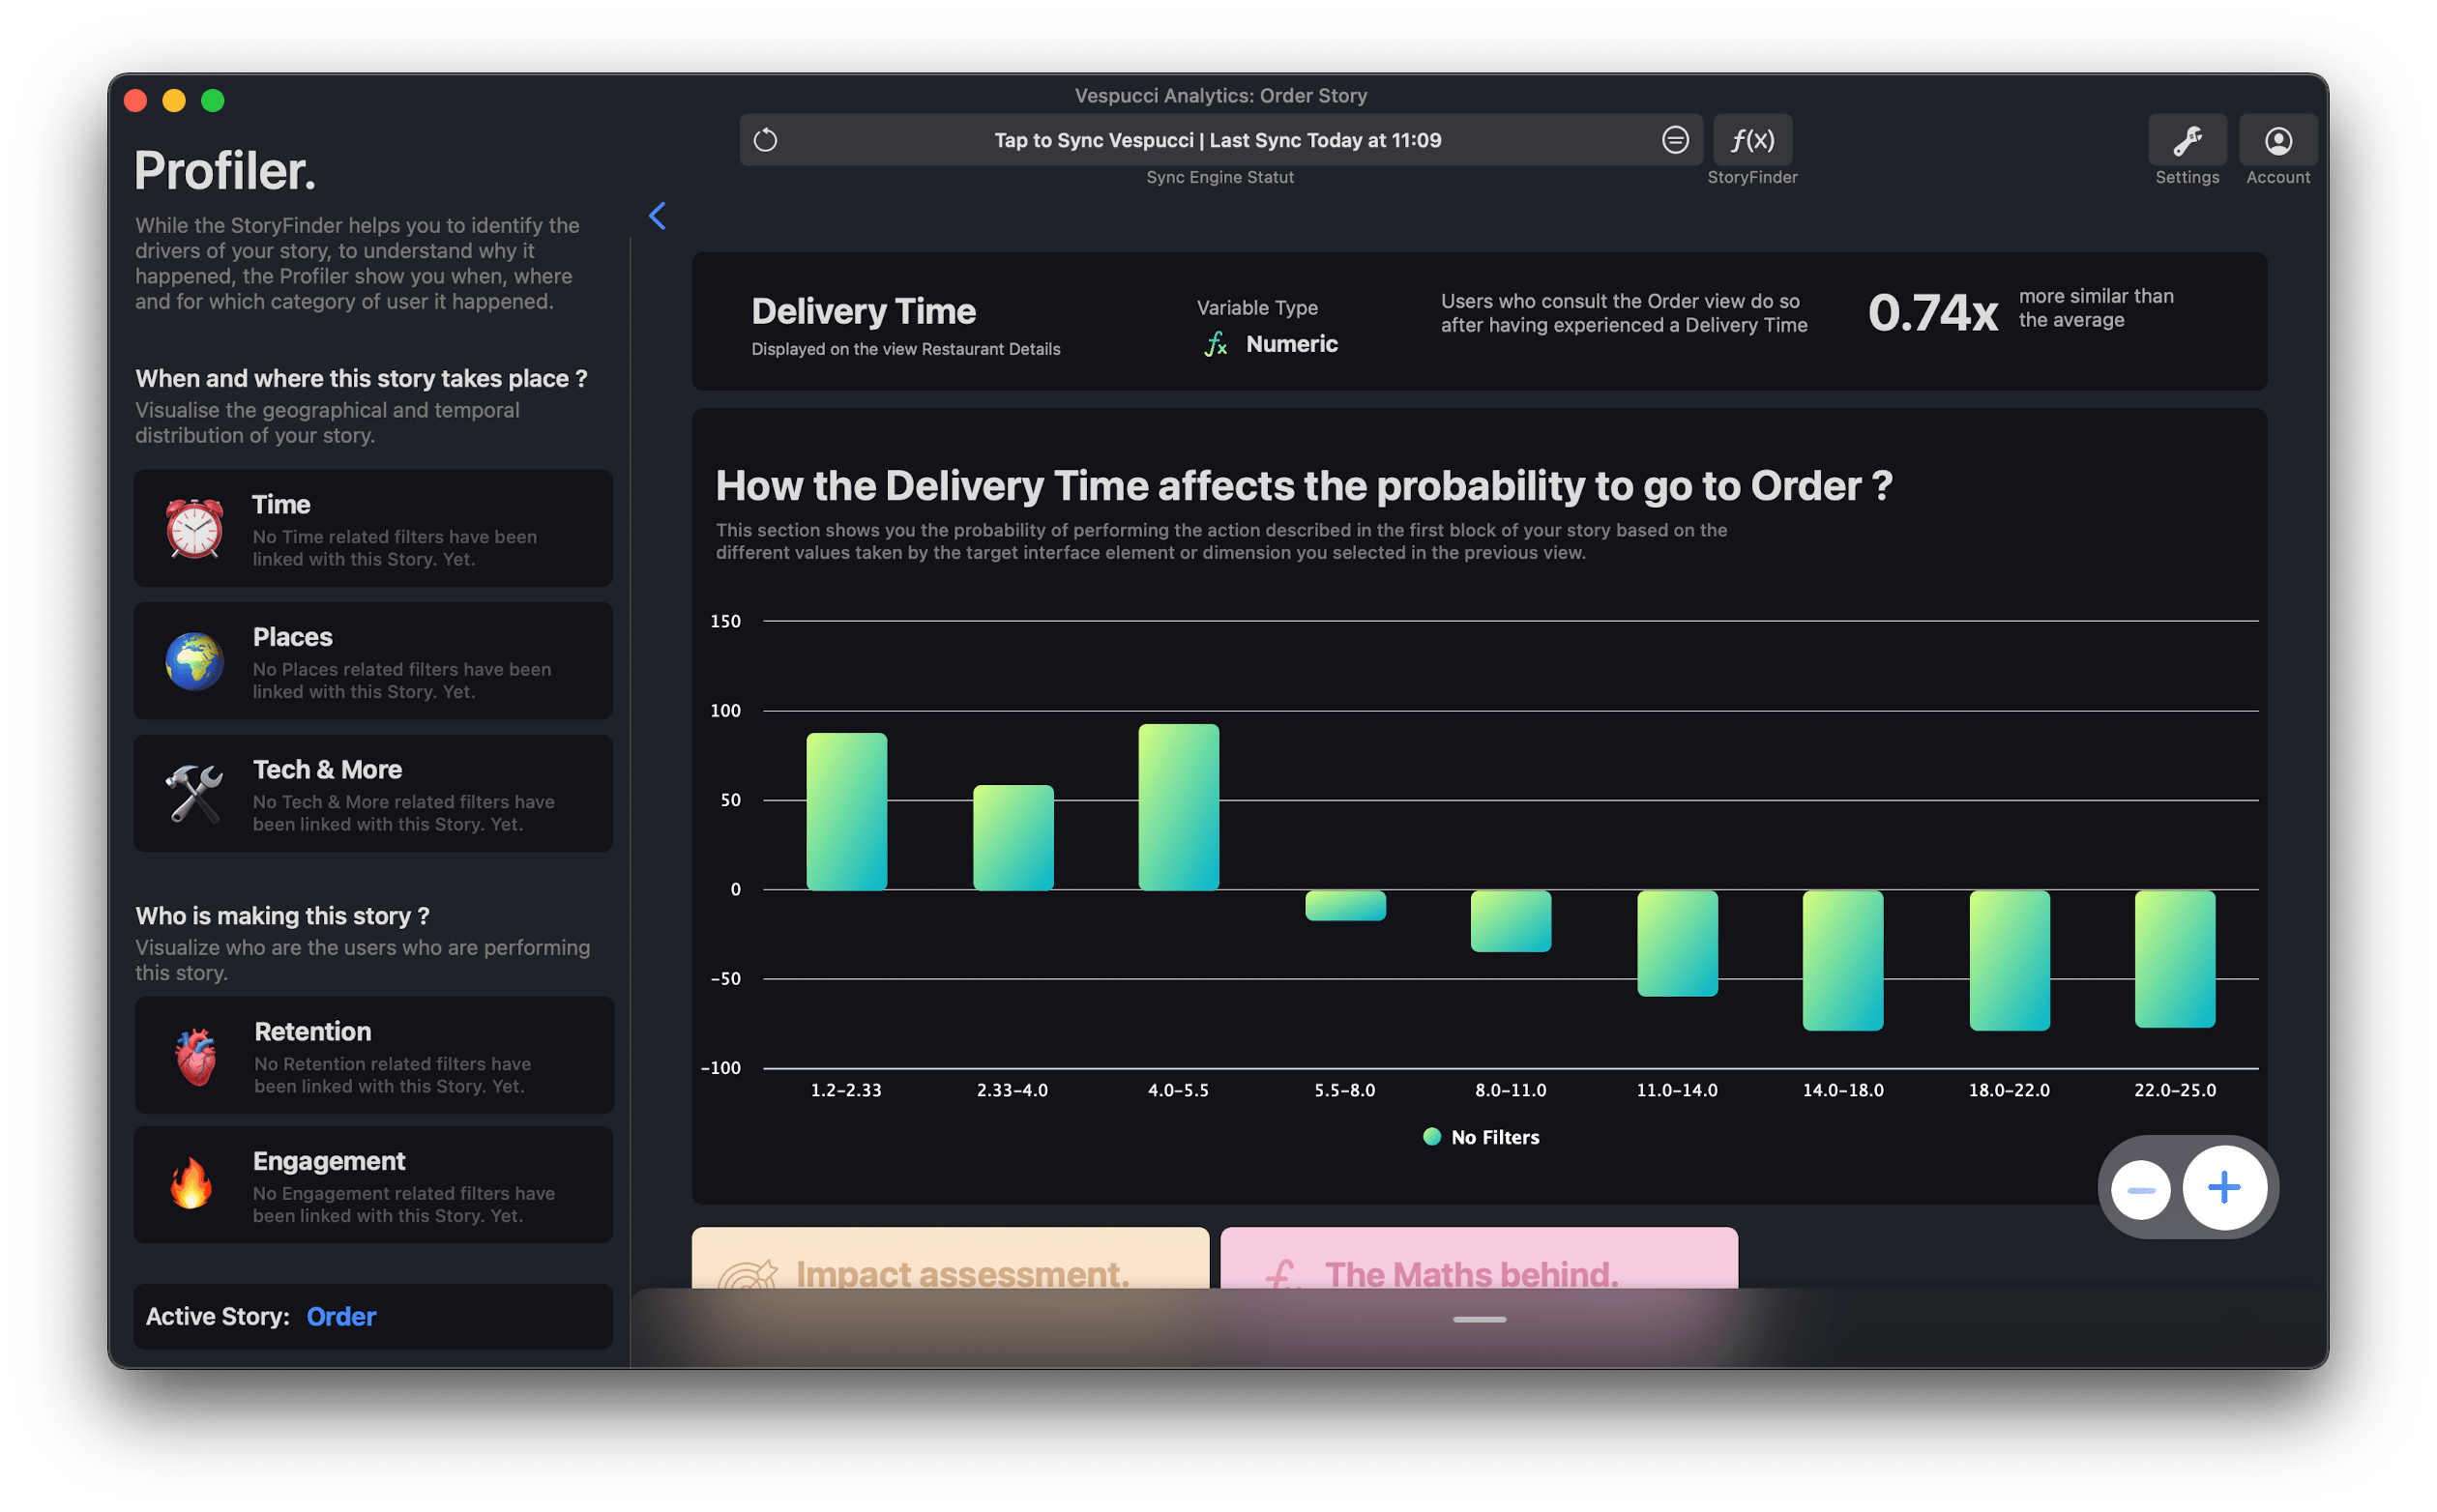 Vespucci Analytics: Order Story
Tap to Sync Vespucci | Last Sync Today at 11:09
ƒ(x)
Sync Engine Statut
StoryFinder
Settings
Account
Profiler.
While the StoryFinder helps you to identify the
drivers of your story, to understand why it
happened, the Profiler show you when, where
and for which category of user it happened.
When and where this story takes place ?
Visualise the geographical and temporal
distribution of your story.
Time
No Time related filters have been
linked with this Story. Yet.
Places
No Places related filters have been
linked with this Story. Yet.
Tech & More
No Tech & More related filters have
been linked with this Story. Yet.
Who is making this story ?
Visualize who are the users who are performing
this story.
Retention
No Retention related filters have
been linked with this Story. Yet.
Engagement
No Engagement related filters have
been linked with this Story. Yet.
Active Story: Order
Delivery Time
Displayed on the view Restaurant Details
Variable Type
ƒx Numeric
Users who consult the Order view do so
after having experienced a Delivery Time
0.74x
more similar than
the average
How the Delivery Time affects the probability to go to Order ?
This section shows you the probability of performing the action described in the first block of your story based on the
different values taken by the target interface element or dimension you selected in the previous view.
150
100
50
0
-50
-100
1.2-2.33
2.33-4.0
4.0-5.5
5.5-8.0
8.0-11.0
11.0-14.0
14.0-18.0
18.0-22.0
22.0-25.0
No Filters
Impact assessment.
ƒx The Maths behind.